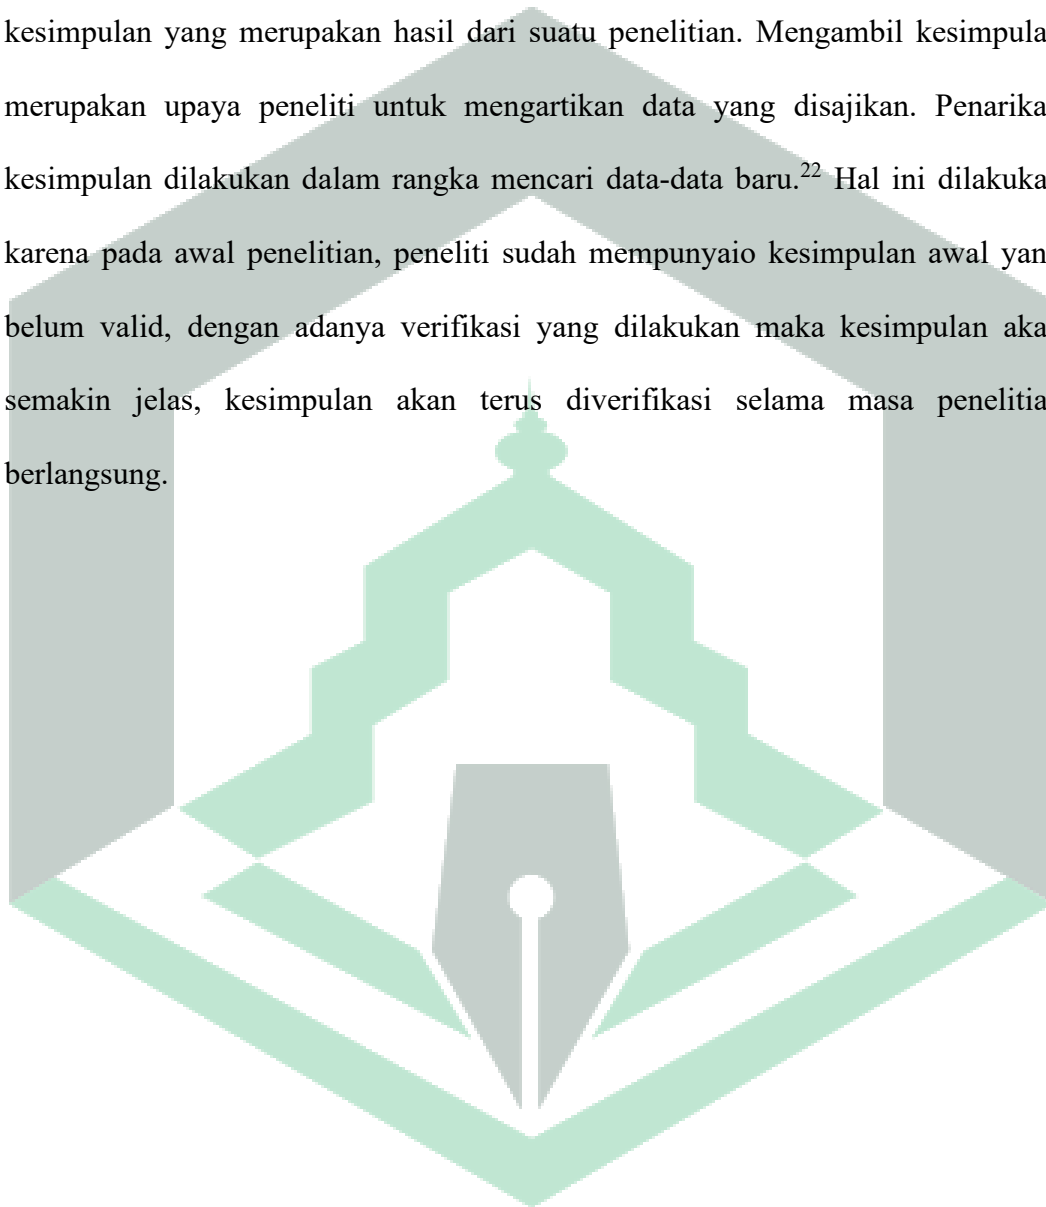 kesimpulan yang merupakan hasil dari suatu penelitian. Mengambil kesimpula
merupakan upaya peneliti untuk mengartikan data yang disajikan. Penarika
kesimpulan dilakukan dalam rangka mencari data-data baru.²² Hal ini dilakuka
karena pada awal penelitian, peneliti sudah mempunyaio kesimpulan awal yan
belum valid, dengan adanya verifikasi yang dilakukan maka kesimpulan aka
semakin jelas, kesimpulan akan terus diverifikasi selama masa penelitia
berlangsung.